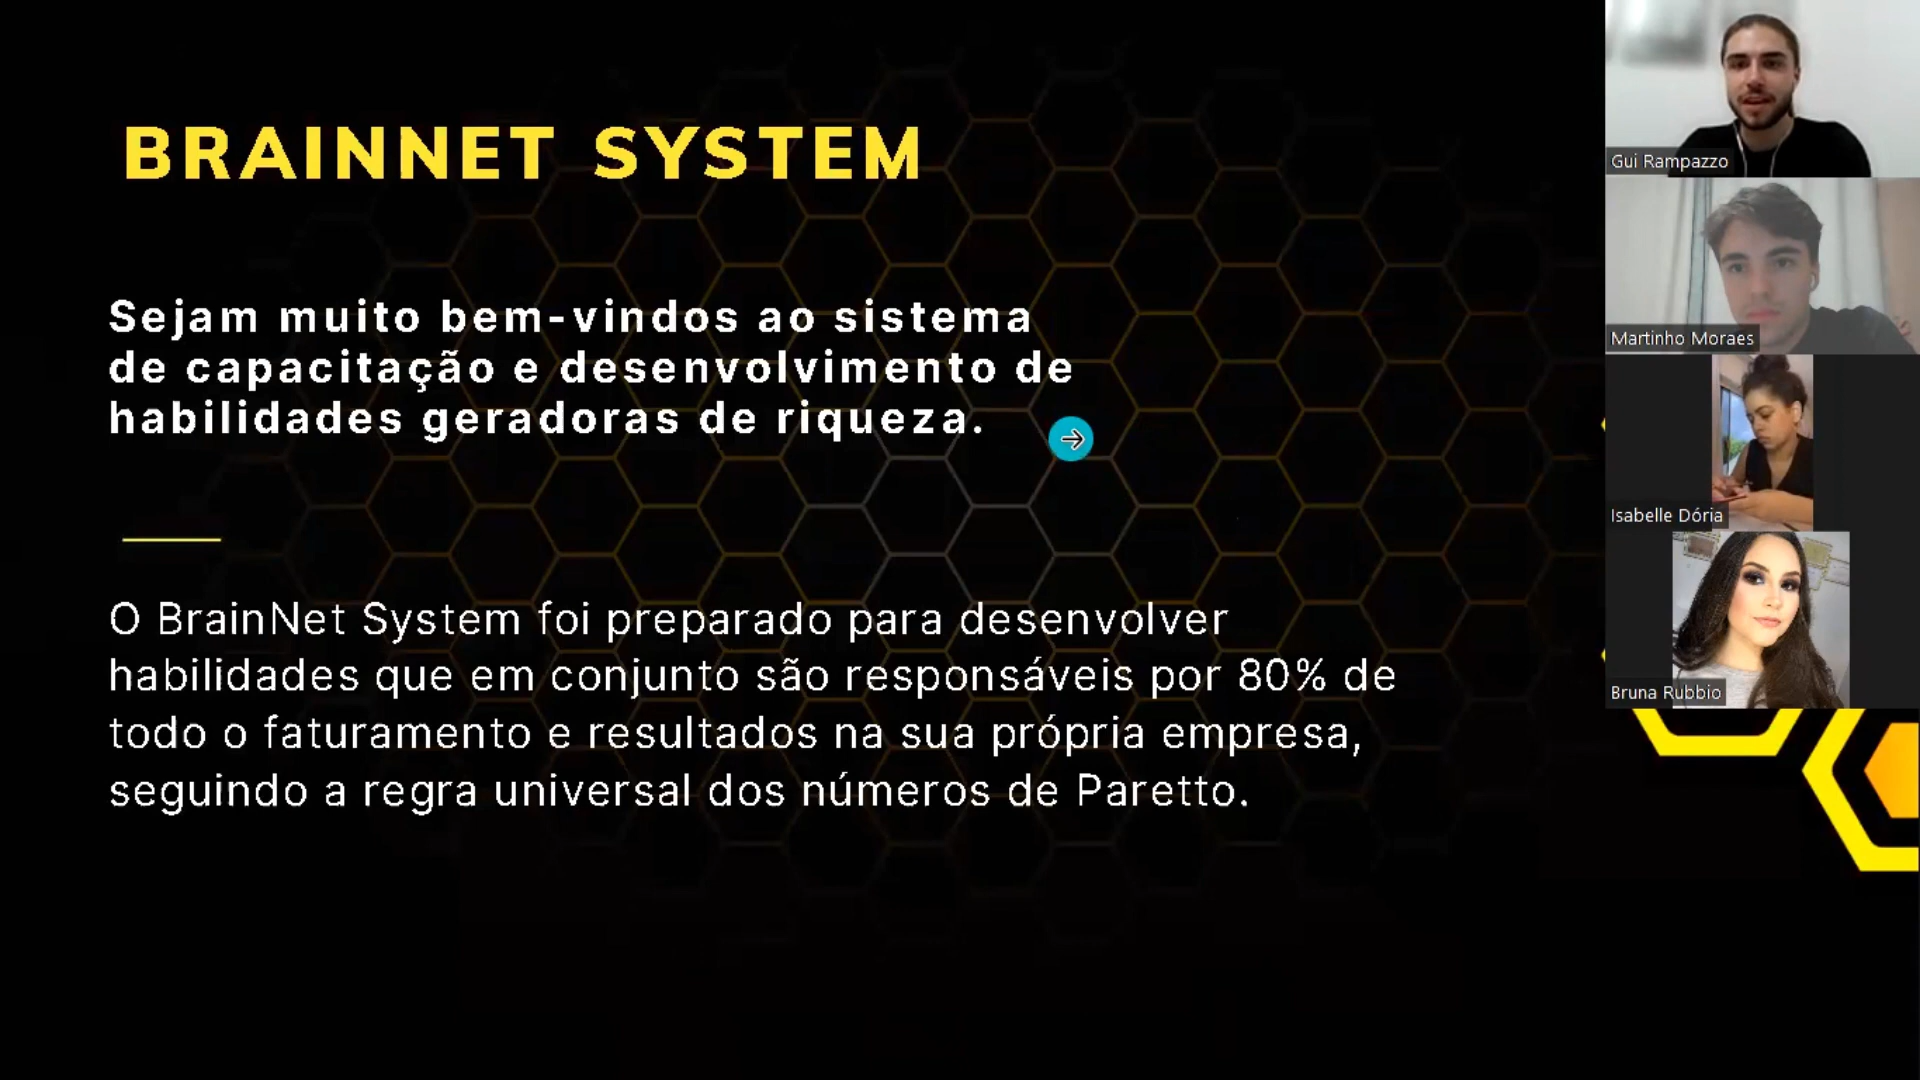 BRAINNET SYSTEM
Sejam muito bem-vindos ao sistema
de capacitação e desenvolvimento de
habilidades geradoras de riqueza.
O BrainNet System foi preparado para desenvolver
habilidades que em conjunto são responsáveis por 80% de
todo o faturamento e resultados na sua própria empresa,
seguindo a regra universal dos números de Paretto.
Gui Rampazzo
Martinho Moraes
Isabelle Dória
Bruna Rubbio